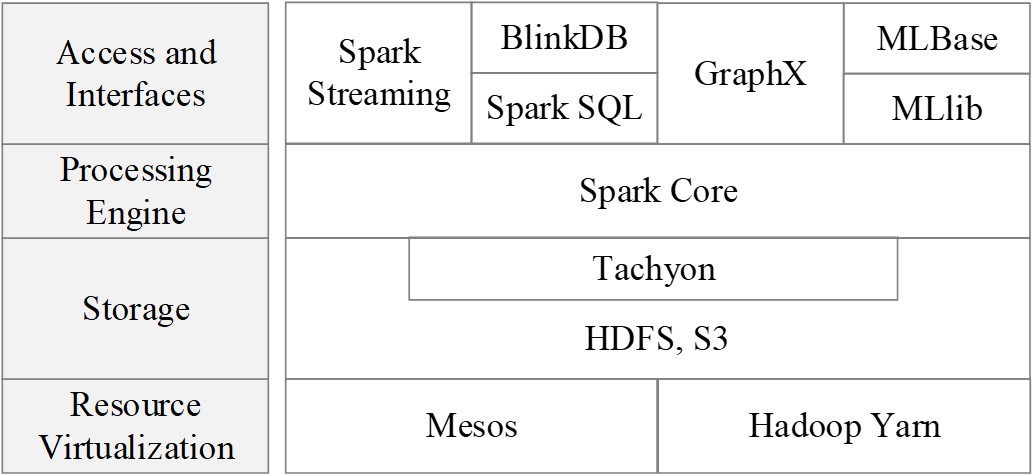 Access and
Interfaces
Spark
Streaming
BlinkDB
Spark SQL
GraphX
MLBase
MLlib
Processing
Engine
Spark Core
Storage
Tachyon
HDFS, S3
Resource
Virtualization
Mesos
Hadoop Yarn